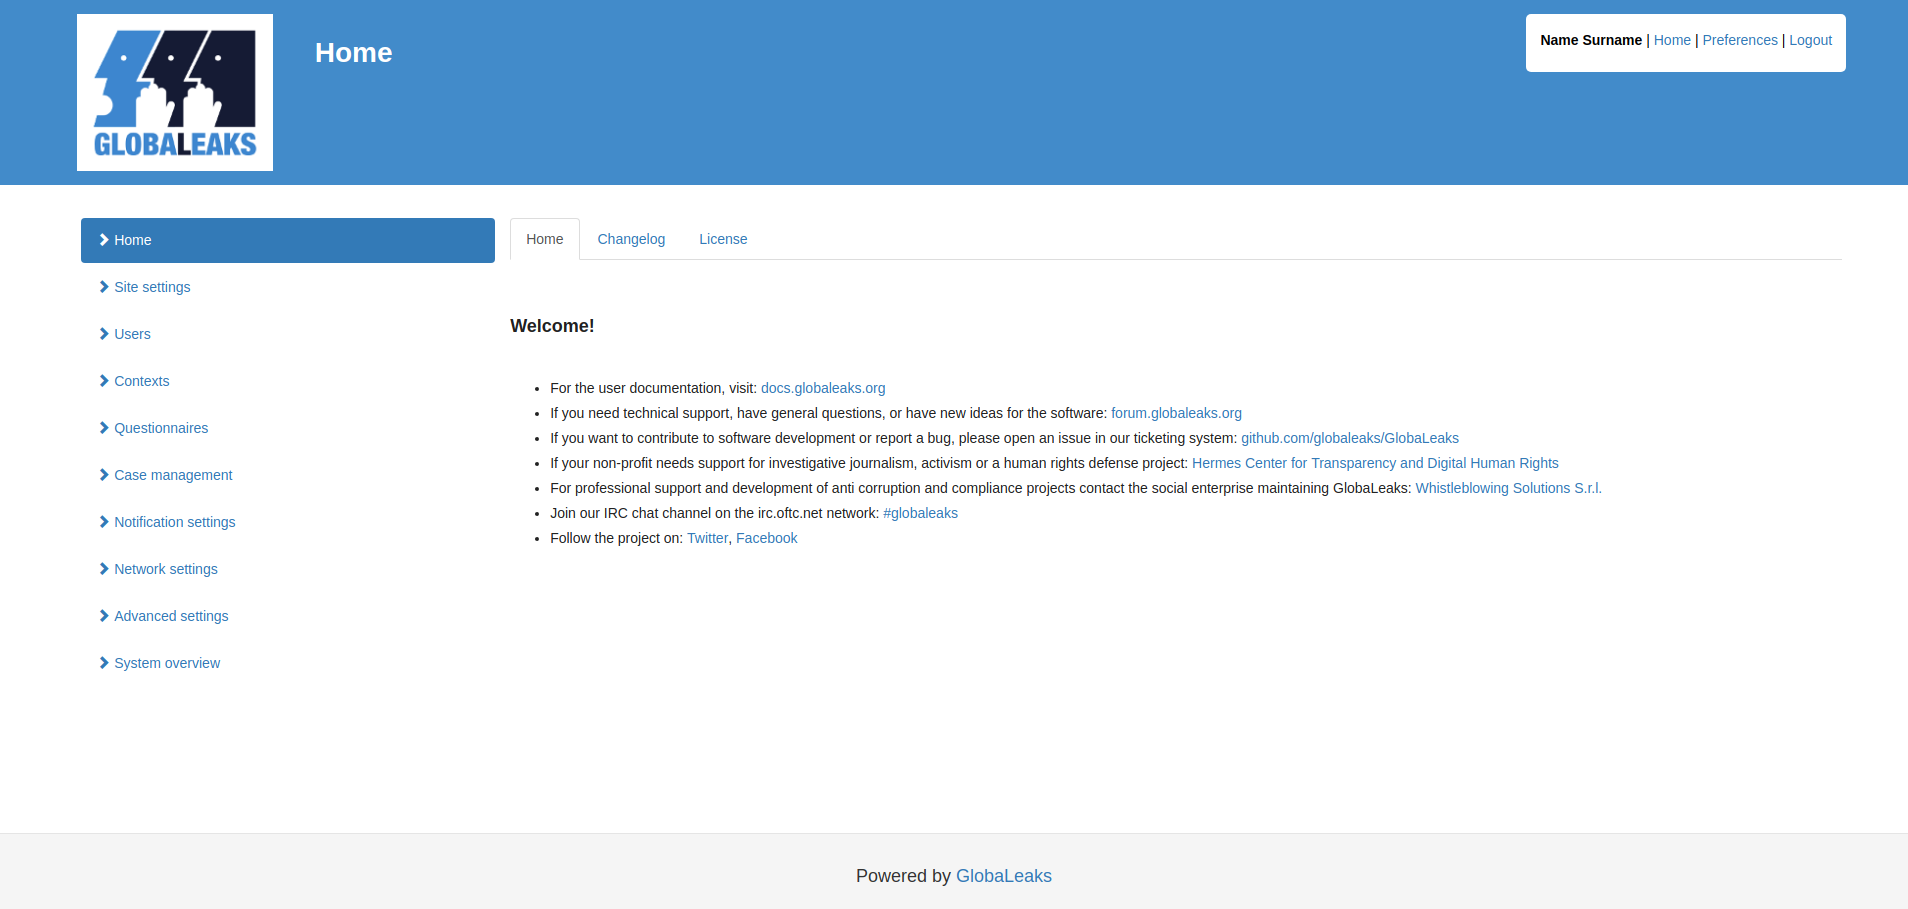 GLOBALEAKS
Home
Name Surname | Home | Preferences | Logout
Home
Site settings
Users
Contexts
Questionnaires
Case management
Notification settings
Network settings
Advanced settings
System overview
Home Changelog License
Welcome!
For the user documentation, visit: docs.globaleaks.org
If you need technical support, have general questions, or have new ideas for the software: forum.globaleaks.org
If you want to contribute to software development or report a bug, please open an issue in our ticketing system: github.com/globaleaks/GlobaLeaks
If your non-profit needs support for investigative journalism, activism or a human rights defense project: Hermes Center for Transparency and Digital Human Rights
For professional support and development of anti corruption and compliance projects contact the social enterprise maintaining GlobaLeaks: Whistleblowing Solutions S.r.l.
Join our IRC chat channel on the irc.oftc.net network: #globaleaks
Follow the project on: Twitter, Facebook
Powered by GlobaLeaks